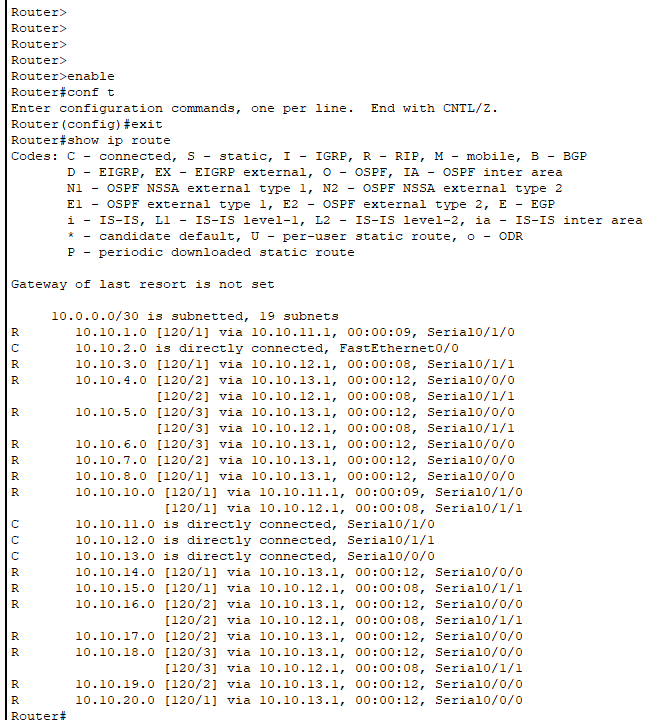 Router>
Router>
Router>
Router>
Router>enable
Router#conf t
Enter configuration commands, one per line.  End with CNTL/Z.
Router(config)#exit
Router#show ip route
Codes: C - connected, S - static, I - IGRP, R - RIP, M - mobile, B - BGP
       D - EIGRP, EX - EIGRP external, O - OSPF, IA - OSPF inter area
       N1 - OSPF NSSA external type 1, N2 - OSPF NSSA external type 2
       E1 - OSPF external type 1, E2 - OSPF external type 2, E - EGP
       i - IS-IS, L1 - IS-IS level-1, L2 - IS-IS level-2, ia - IS-IS inter area
       * - candidate default, U - per-user static route, o - ODR
       P - periodic downloaded static route

Gateway of last resort is not set

     10.0.0.0/30 is subnetted, 19 subnets
R       10.10.1.0 [120/1] via 10.10.11.1, 00:00:09, Serial0/1/0
C       10.10.2.0 is directly connected, FastEthernet0/0
R       10.10.3.0 [120/1] via 10.10.12.1, 00:00:08, Serial0/1/1
R       10.10.4.0 [120/2] via 10.10.13.1, 00:00:12, Serial0/0/0
                  [120/2] via 10.10.12.1, 00:00:08, Serial0/1/1
R       10.10.5.0 [120/3] via 10.10.13.1, 00:00:12, Serial0/0/0
                  [120/3] via 10.10.12.1, 00:00:08, Serial0/1/1
R       10.10.6.0 [120/3] via 10.10.13.1, 00:00:12, Serial0/0/0
R       10.10.7.0 [120/2] via 10.10.13.1, 00:00:12, Serial0/0/0
R       10.10.8.0 [120/1] via 10.10.13.1, 00:00:12, Serial0/0/0
R       10.10.10.0 [120/1] via 10.10.11.1, 00:00:09, Serial0/1/0
                   [120/1] via 10.10.12.1, 00:00:08, Serial0/1/1
C       10.10.11.0 is directly connected, Serial0/1/0
C       10.10.12.0 is directly connected, Serial0/1/1
C       10.10.13.0 is directly connected, Serial0/0/0
R       10.10.14.0 [120/1] via 10.10.13.1, 00:00:12, Serial0/0/0
R       10.10.15.0 [120/1] via 10.10.12.1, 00:00:08, Serial0/1/1
R       10.10.16.0 [120/2] via 10.10.13.1, 00:00:12, Serial0/0/0
                   [120/2] via 10.10.12.1, 00:00:08, Serial0/1/1
R       10.10.17.0 [120/2] via 10.10.13.1, 00:00:12, Serial0/0/0
R       10.10.18.0 [120/3] via 10.10.13.1, 00:00:12, Serial0/0/0
                   [120/3] via 10.10.12.1, 00:00:08, Serial0/1/1
R       10.10.19.0 [120/2] via 10.10.13.1, 00:00:12, Serial0/0/0
R       10.10.20.0 [120/1] via 10.10.13.1, 00:00:12, Serial0/0/0
Router#